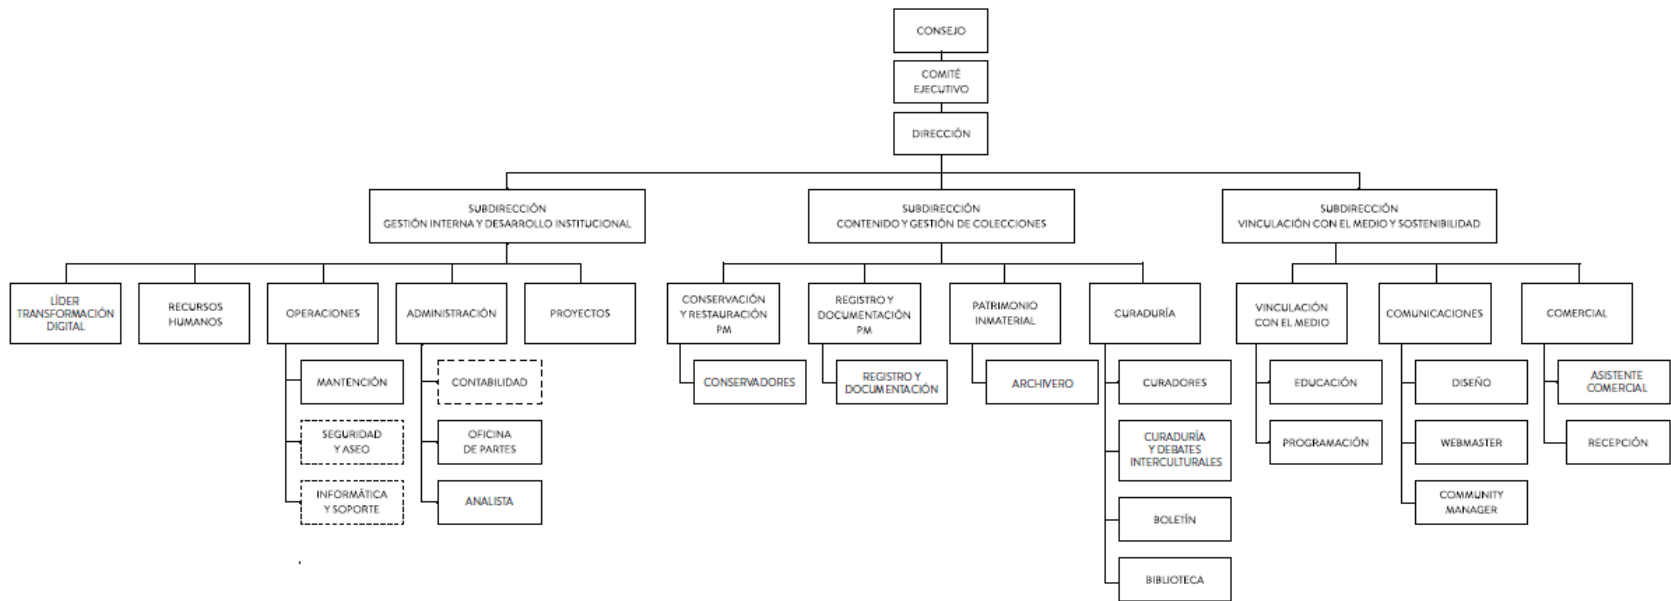 CONSEJO
COMITÉ
EJECUTIVO
DIRECCIÓN
SUBDIRECCIÓN
GESTIÓN INTERNA Y DESARROLLO INSTITUCIONAL
SUBDIRECCIÓN
CONTENIDO Y GESTIÓN DE COLECCIONES
SUBDIRECCIÓN
VINCULACIÓN CON EL MEDIO Y SOSTENIBILIDAD
LÍDER
TRANSFORMACIÓN
DIGITAL
RECURSOS
HUMANOS
OPERACIONES
ADMINISTRACIÓN
PROYECTOS
CONSERVACIÓN
Y RESTAURACIÓN
PM
REGISTRO Y
DOCUMENTACIÓN
PM
PATRIMONIO
INMATERIAL
CURADURÍA
VINCULACIÓN
CON EL MEDIO
COMUNICACIONES
COMERCIAL
MANTENCIÓN
SEGURIDAD
Y ASEO
INFORMÁTICA
Y SOPORTE
CONTABILIDAD
OFICINA
DE PARTES
ANALISTA
CONSERVADORES
REGISTRO Y
DOCUMENTACIÓN
ARCHIVERO
CURADORES
CURADURÍA
Y DEBATES
INTERCULTURALES
BOLETÍN
BIBLIOTECA
EDUCACIÓN
PROGRAMACIÓN
DISEÑO
WEBMASTER
COMMUNITY
MANAGER
ASISTENTE
COMERCIAL
RECEPCIÓN